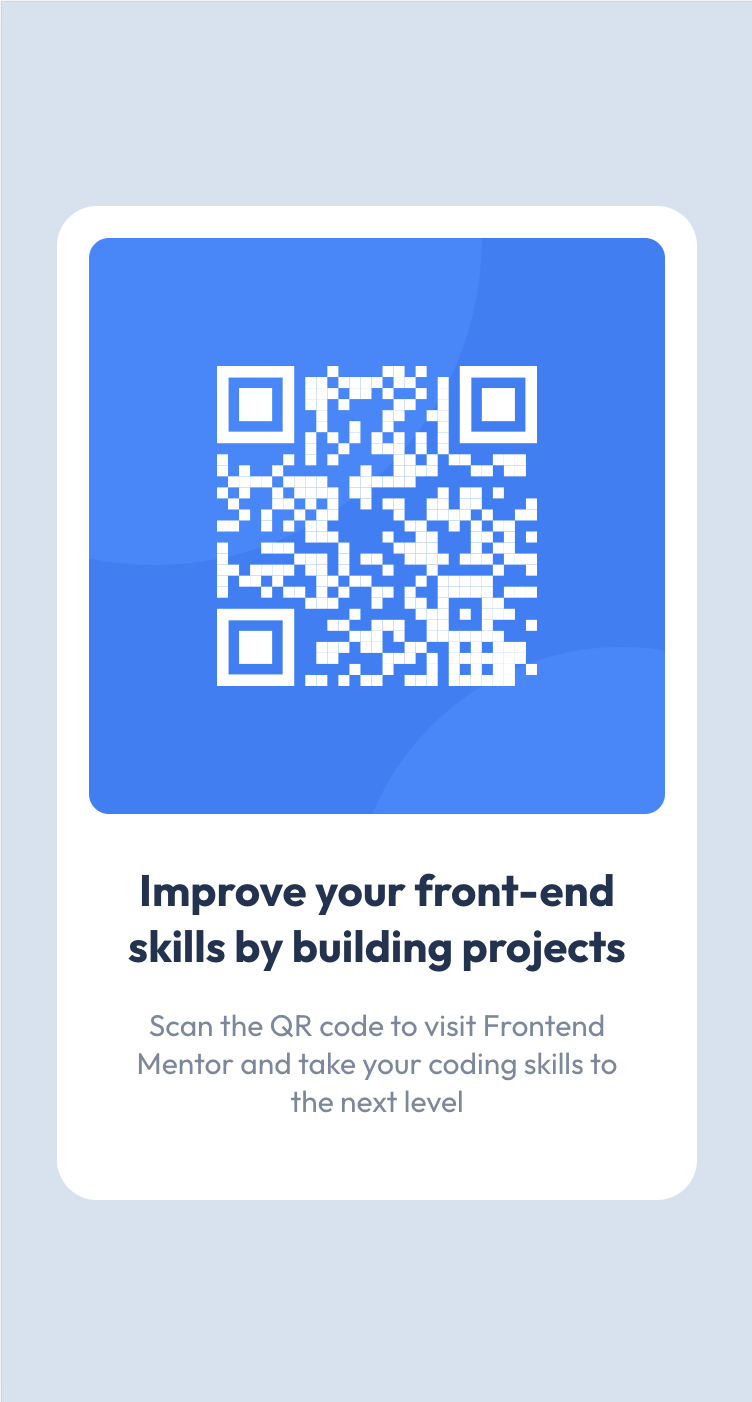 Improve your front-end
skills by building projects
Scan the QR code to visit Frontend
Mentor and take your coding skills to
the next level